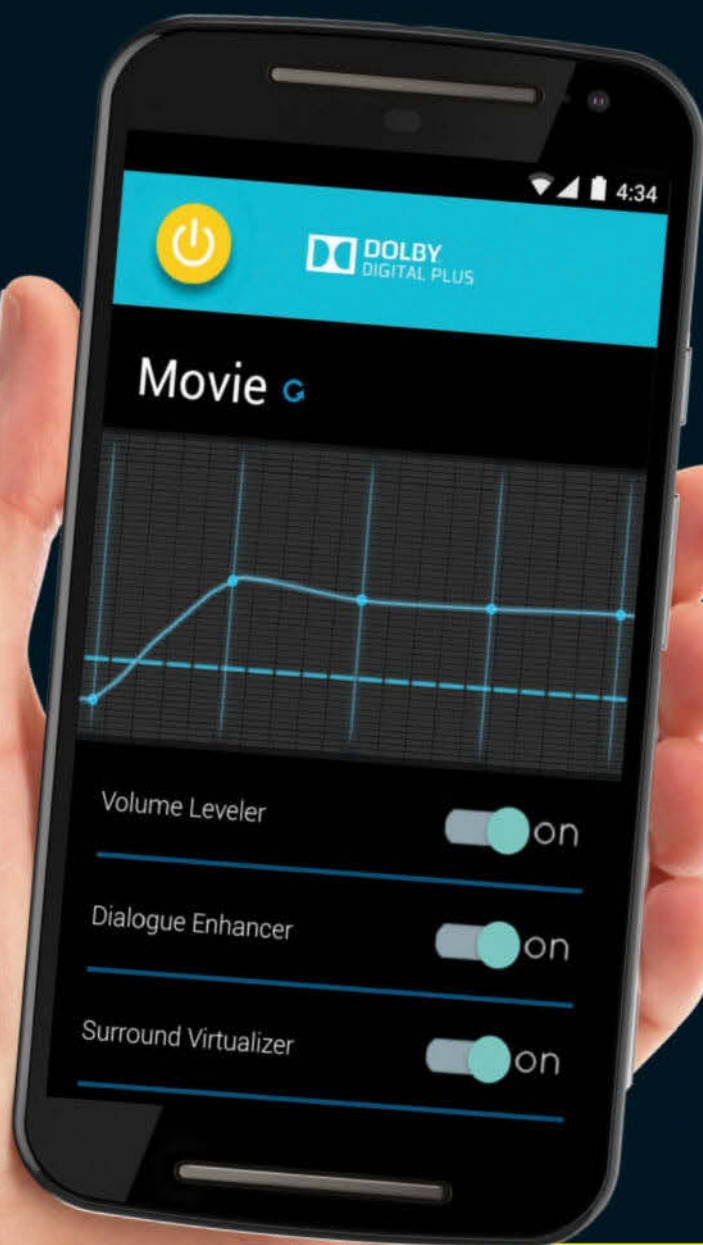 4:34
DOLBY
DIGITAL PLUS
Movie
Volume Leveler
on
Dialogue Enhancer
on
Surround Virtualizer
on